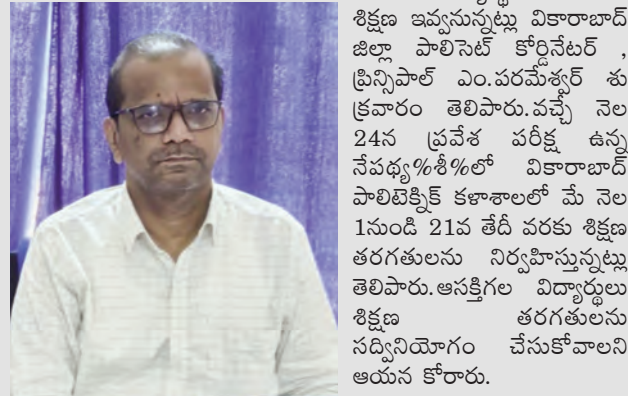 శిక్షణ ఇవ్వనున్నట్లు వికారాబాద్
జిల్లా పాలిసెట్ కోర్డినేటర్ ,
ప్రిన్సిపాల్ ఎం.పరమేశ్వర్ శు
క్రవారం తెలిపారు.వచ్చే నెల
24న ప్రవేశ పరీక్ష ఉన్న
నేపథ్య%శీ%లో వికారాబాద్
పాలిటెక్నిక్ కళాశాలలో మే నెల
1నుండి 21వ తేదీ వరకు శిక్షణ
తరగతులను నిర్వహిస్తున్నట్లు
తెలిపారు.ఆసక్తిగల విద్యార్థులు
శిక్షణ తరగతులను
సద్వినియోగం చేసుకోవాలని
ఆయన కోరారు.